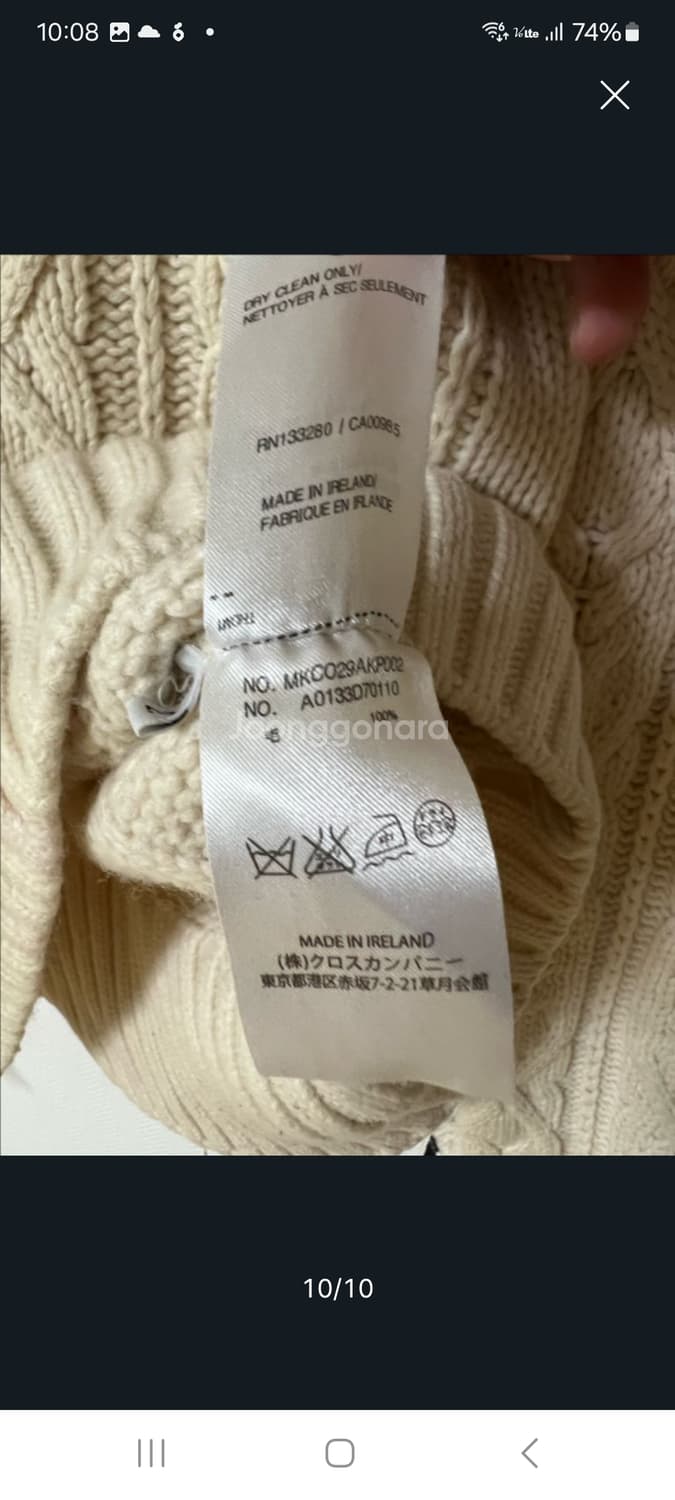 10:08
74%
DRY CLEAN ONLY/
NETTOYER À SEC SEULEMENT
RN133280 / CA00985
MADE IN IRELAND/
FABRIQUE EN IRLANDE
NO. MKCO29AKP002
NO. A0133D70110
100%
Joonggonara
MADE IN IRELAND
(株)クロスカンパニー
東京都港区赤坂7-2-21草月会館
10/10